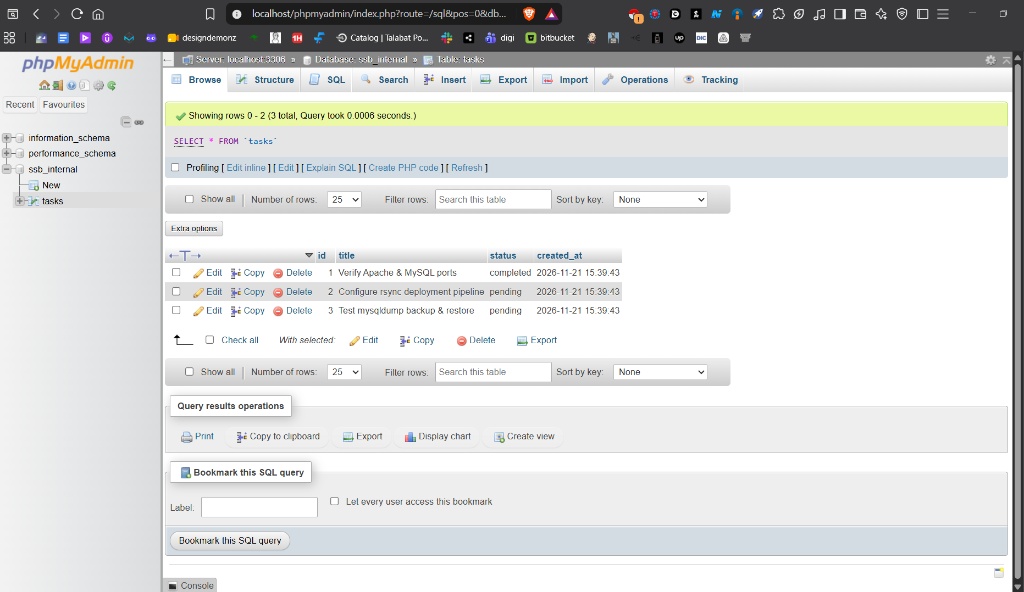 localhost/phpmyadmin/index.php?route=/sql&pos=0&db...
designdemonz
Catalog | Talabat Po...
digi
bitbucket
phpMyAdmin
Recent Favourites
information_schema
performance_schema
ssb_internal
New
tasks
Server: localhost:3306 » Database: ssb_internal » Table: tasks
Browse Structure SQL Search Insert Export Import Operations Tracking
Showing rows 0 - 2 (3 total, Query took 0.0006 seconds.)
SELECT * FROM `tasks`
Profiling [ Edit inline ] [ Edit ] [ Explain SQL ] [ Create PHP code ] [ Refresh ]
Show all | Number of rows: 25 Filter rows: Search this table Sort by key: None
Extra options
←T→ id title status created_at
Edit Copy Delete 1 Verify Apache & MySQL ports completed 2026-11-21 15:39:43
Edit Copy Delete 2 Configure rsync deployment pipeline pending 2026-11-21 15:39:43
Edit Copy Delete 3 Test mysqldump backup & restore pending 2026-11-21 15:39:43
Check all With selected: Edit Copy Delete Export
Show all | Number of rows: 25 Filter rows: Search this table Sort by key: None
Query results operations
Print Copy to clipboard Export Display chart Create view
Bookmark this SQL query
Label: Let every user access this bookmark
Bookmark this SQL query
Console